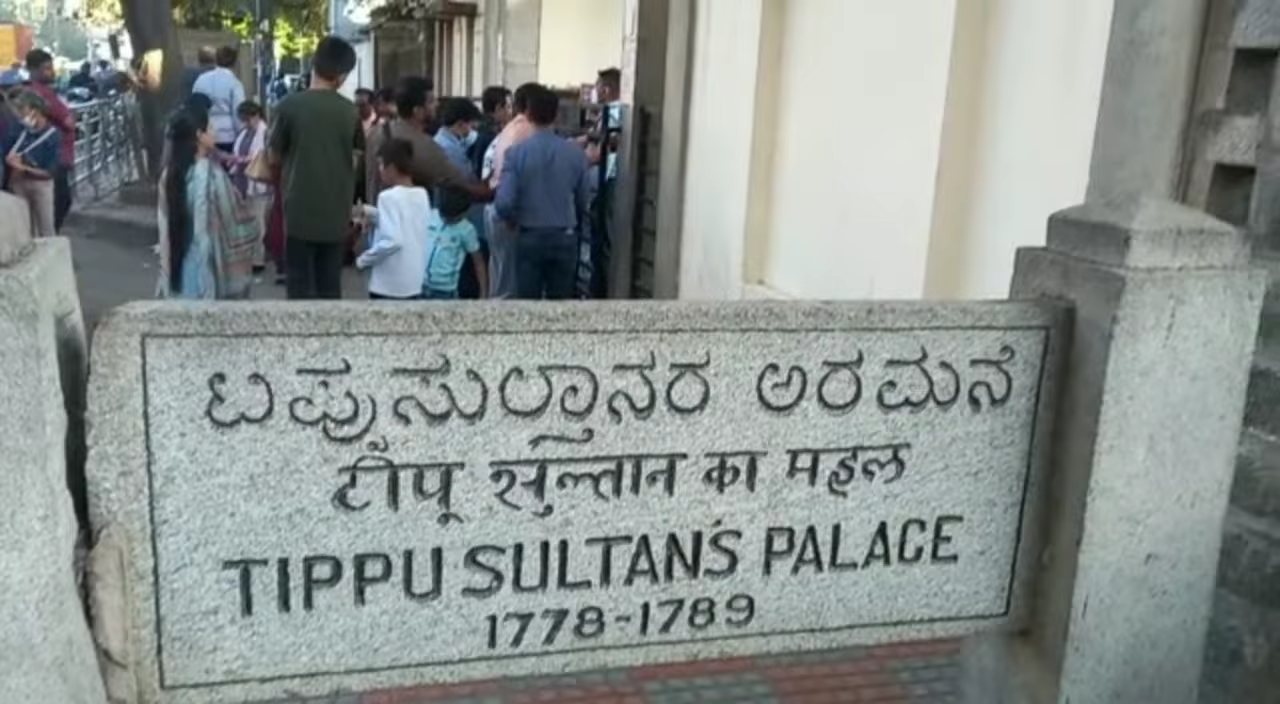 ಟಿಪ್ಪುಸುಲ್ತಾನರ ಅರಮನೆ
टीपू सुल्तान का महल
TIPPU SULTAN'S PALACE
1778-1789